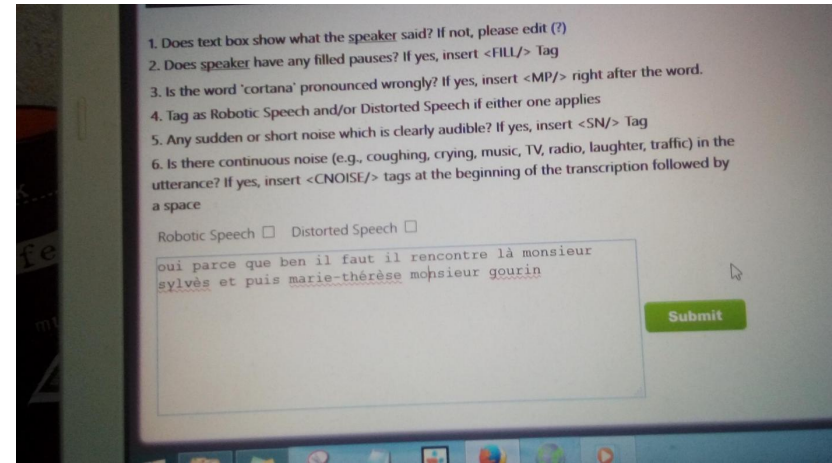 1. Does text box show what the speaker said? If not, please edit (?)
2. Does speaker have any filled pauses? If yes, insert <FILL/> Tag
3. Is the word 'cortana' pronounced wrongly? If yes, insert <MP/> right after the word.
4. Tag as Robotic Speech and/or Distorted Speech if either one applies
5. Any sudden or short noise which is clearly audible? If yes, insert <SN/> Tag
6. Is there continuous noise (e.g., coughing, crying, music, TV, radio, laughter, traffic) in the
utterance? If yes, insert <CNOISE/> tags at the beginning of the transcription followed by
a space
Robotic Speech Distorted Speech
oui parce que ben il faut il rencontre là monsieur
sylvès et puis marie-thérèse monsieur gourin
Submit
fe